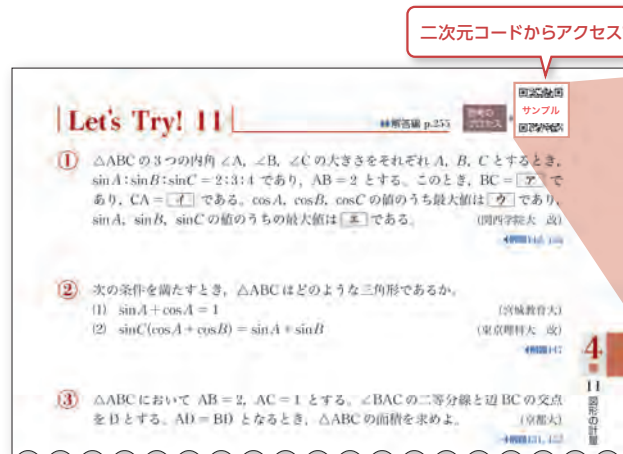 二次元コードからアクセス
Let's Try! 11
解答編 p.255
思考の
プロセス
サンプル
① △ABC の3つの内角 ∠A, ∠B, ∠C の大きさをそれぞれ A, B, C とするとき,
sinA:sinB:sinC = 2:3:4 であり, AB = 2 とする。このとき, BC = ア で
あり, CA = イ である。cosA, cosB, cosC の値のうち最大値は ウ であり,
sinA, sinB, sinC の値のうちの最大値は エ である。 (関西学院大 改)
② 次の条件を満たすとき, △ABC はどのような三角形であるか。
(1) sinA + cosA = 1 (宮城教育大)
(2) sinC(cosA + cosB) = sinA + sinB (東京理科大 改)
③ △ABC において AB = 2, AC = 1 とする。∠BAC の二等分線と辺 BC の交点
を D とする。AD = BD となるとき, △ABC の面積を求めよ。 (京都大)
4
11
図形の計量